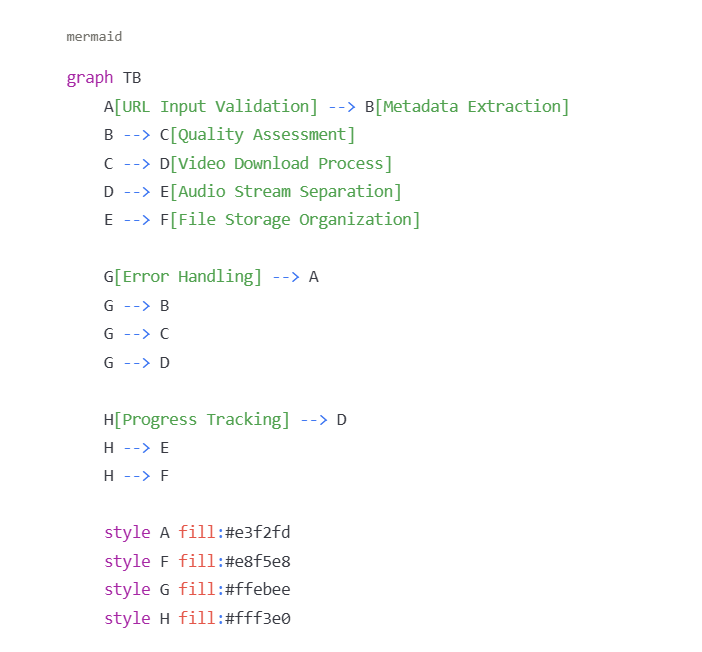 mermaid
graph TB
A[URL Input Validation] --> B[Metadata Extraction]
B --> C[Quality Assessment]
C --> D[Video Download Process]
D --> E[Audio Stream Separation]
E --> F[File Storage Organization]
G[Error Handling] --> A
G --> B
G --> C
G --> D
H[Progress Tracking] --> D
H --> E
H --> F
style A fill:#e3f2fd
style F fill:#e8f5e8
style G fill:#ffebee
style H fill:#fff3e0